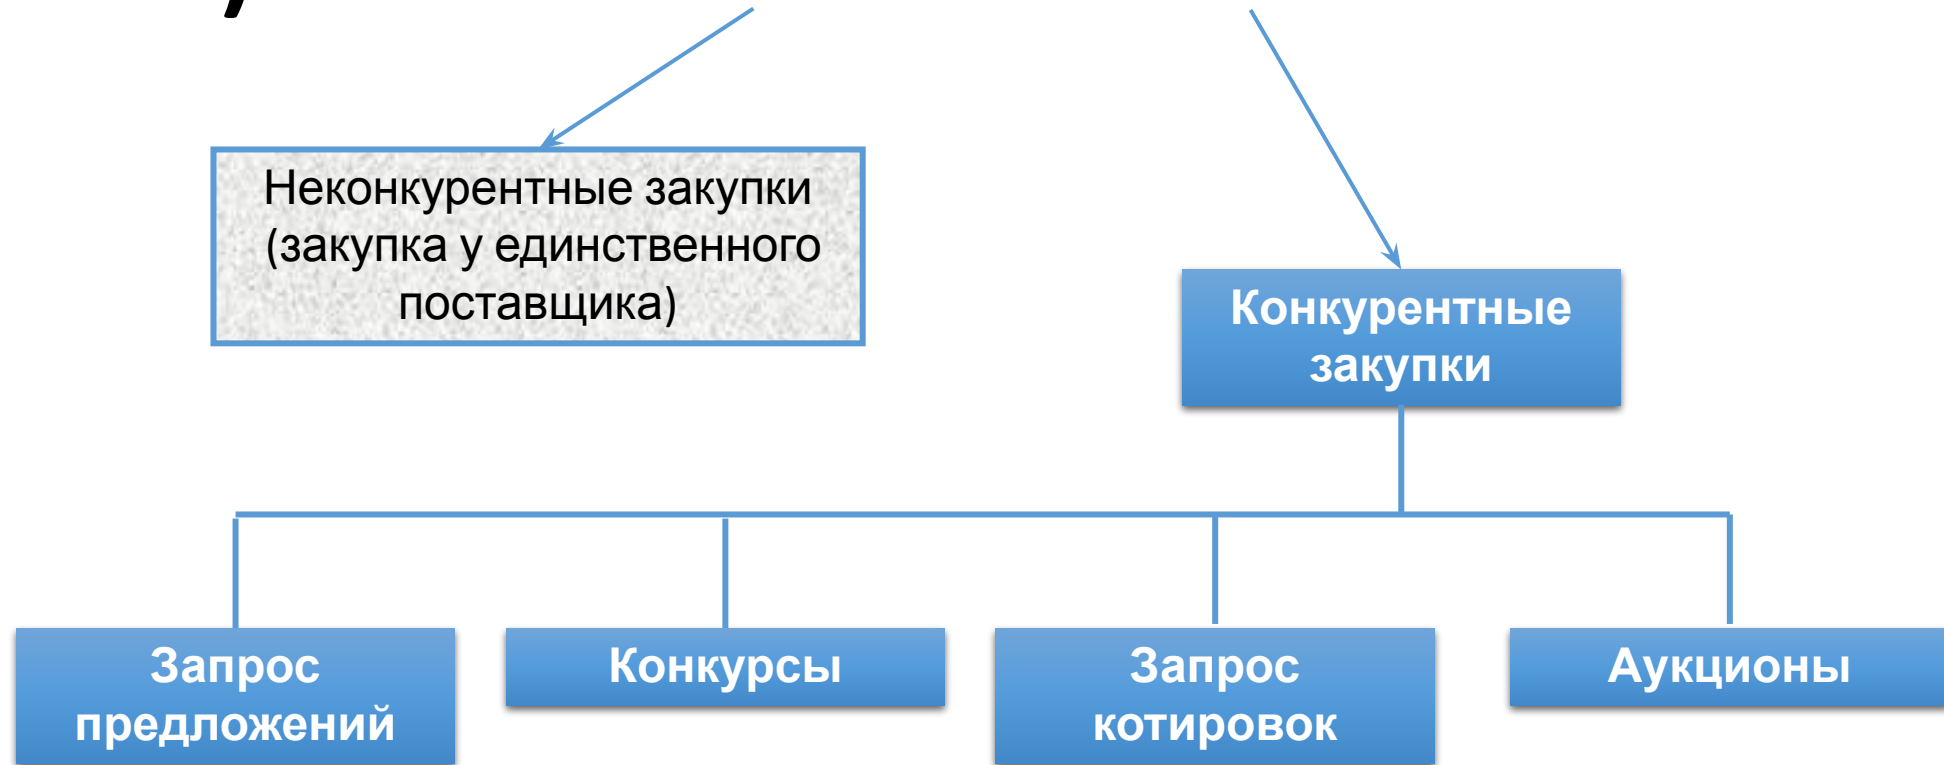 Неконкурентные закупки
(закупка у единственного
поставщика)
Конкурентные
закупки
Запрос
предложений
Конкурсы
Запрос
котировок
Аукционы